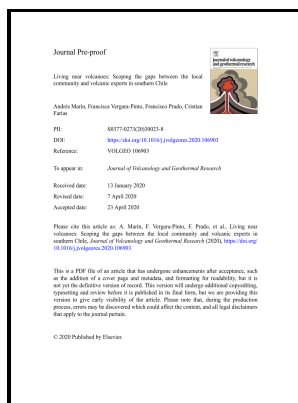 Journal Pre-proof
journal of volcanology
and geothermal research
Living near volcanoes: Scoping the gaps between the local
community and volcanic experts in southern Chile
Andrés Marín, Francisca Vergara-Pinto, Francisco Prado, Cristian
Farias
PII: S0377-0273(20)30023-8
DOI: https://doi.org/10.1016/j.jvolgeores.2020.106903
Reference: VOLGEO 106903
To appear in: Journal of Volcanology and Geothermal Research
Received date: 13 January 2020
Revised date: 7 April 2020
Accepted date: 23 April 2020
Please cite this article as: A. Marín, F. Vergara-Pinto, F. Prado, et al., Living near
volcanoes: Scoping the gaps between the local community and volcanic experts in
southern Chile, Journal of Volcanology and Geothermal Research (2020), https://doi.org/
10.1016/j.jvolgeores.2020.106903
This is a PDF file of an article that has undergone enhancements after acceptance, such
as the addition of a cover page and metadata, and formatting for readability, but it is
not yet the definitive version of record. This version will undergo additional copyediting,
typesetting and review before it is published in its final form, but we are providing this
version to give early visibility of the article. Please note that, during the production
process, errors may be discovered which could affect the content, and all legal disclaimers
that apply to the journal pertain.
© 2020 Published by Elsevier.